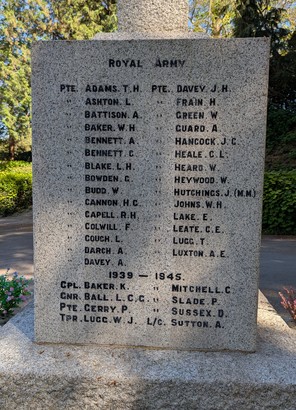 ROYAL ARMY
PTE. ADAMS. T. H. PTE. DAVEY. J. H.
" ASHTON. L. " FRAIN. H.
" BATTISON. A. " GREEN. W.
" BAKER. W. H. " GUARD. A.
" BENNETT. A. " HANCOCK. J. C.
" BENNETT. C. " HEALE. C. L.
" BLAKE. L. H. " HEARD. W.
" BOWDEN. G. " HEYWOOD. W.
" BUDD. W. " HUTCHINGS. J. (M.M)
" CANNON. H. C. " JOHNS. W. H.
" CAPELL. R. H. " LAKE. E.
" COLWILL. F. " LEATE. C. E.
" COUCH. L. " LUGG. T.
" DARCH. A. " LUXTON. A. E.
" DAVEY. A.
1939 — 1945.
CPL. BAKER. K. " MITCHELL. C.
GNR. BALL. L. C. G. " SLADE. P.
PTE. GERRY. P. " SUSSEX. D.
TPR. LUGG. W. J. L/C. SUTTON. A.